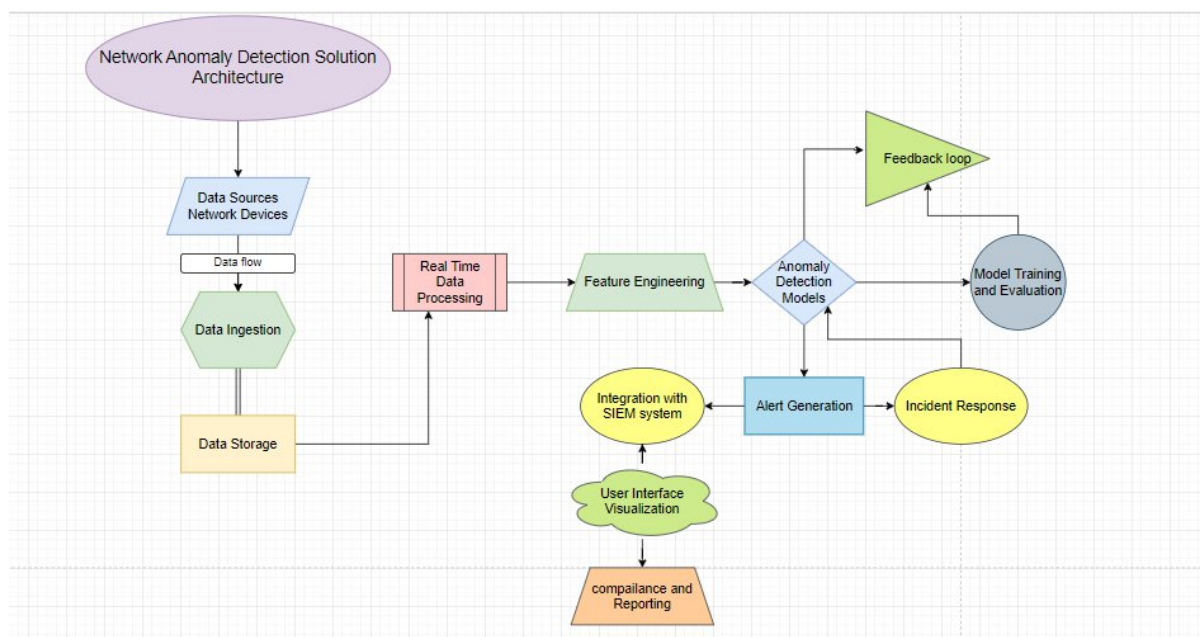 Network Anomaly Detection Solution
Architecture
Data Sources
Network Devices
Data flow
Data Ingestion
Data Storage
Real Time
Data
Processing
Feature Engineering
Anomaly
Detection
Models
Feedback loop
Model Training
and Evaluation
Alert Generation
Incident Response
Integration with
SIEM system
User Interface
Visualization
compailance and
Reporting